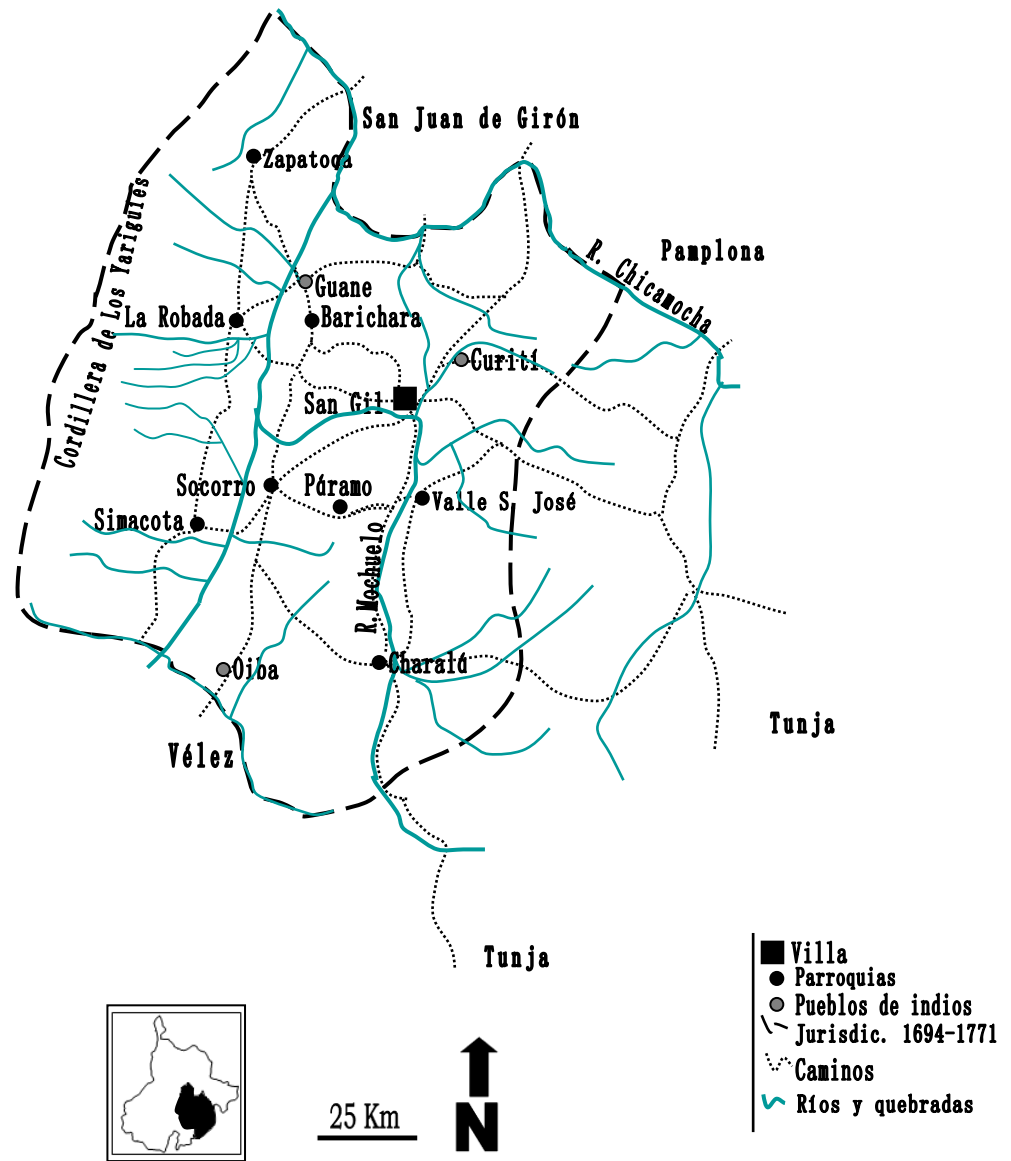 San Juan de Girón
Zapatoca
Cordillera de Los Yariguíes
Pamplona
R. Chicamocha
Guane
La Robada
Barichara
Curití
San Gil
Socorro
Púramo
Valle S. José
Simacota
R. Mochuelo
Oiba
Charalú
Tunja
Vélez
Tunja
Villa
Parroquias
Pueblos de indios
Jurisdic. 1694-1771
Caminos
Ríos y quebradas
25 Km
N